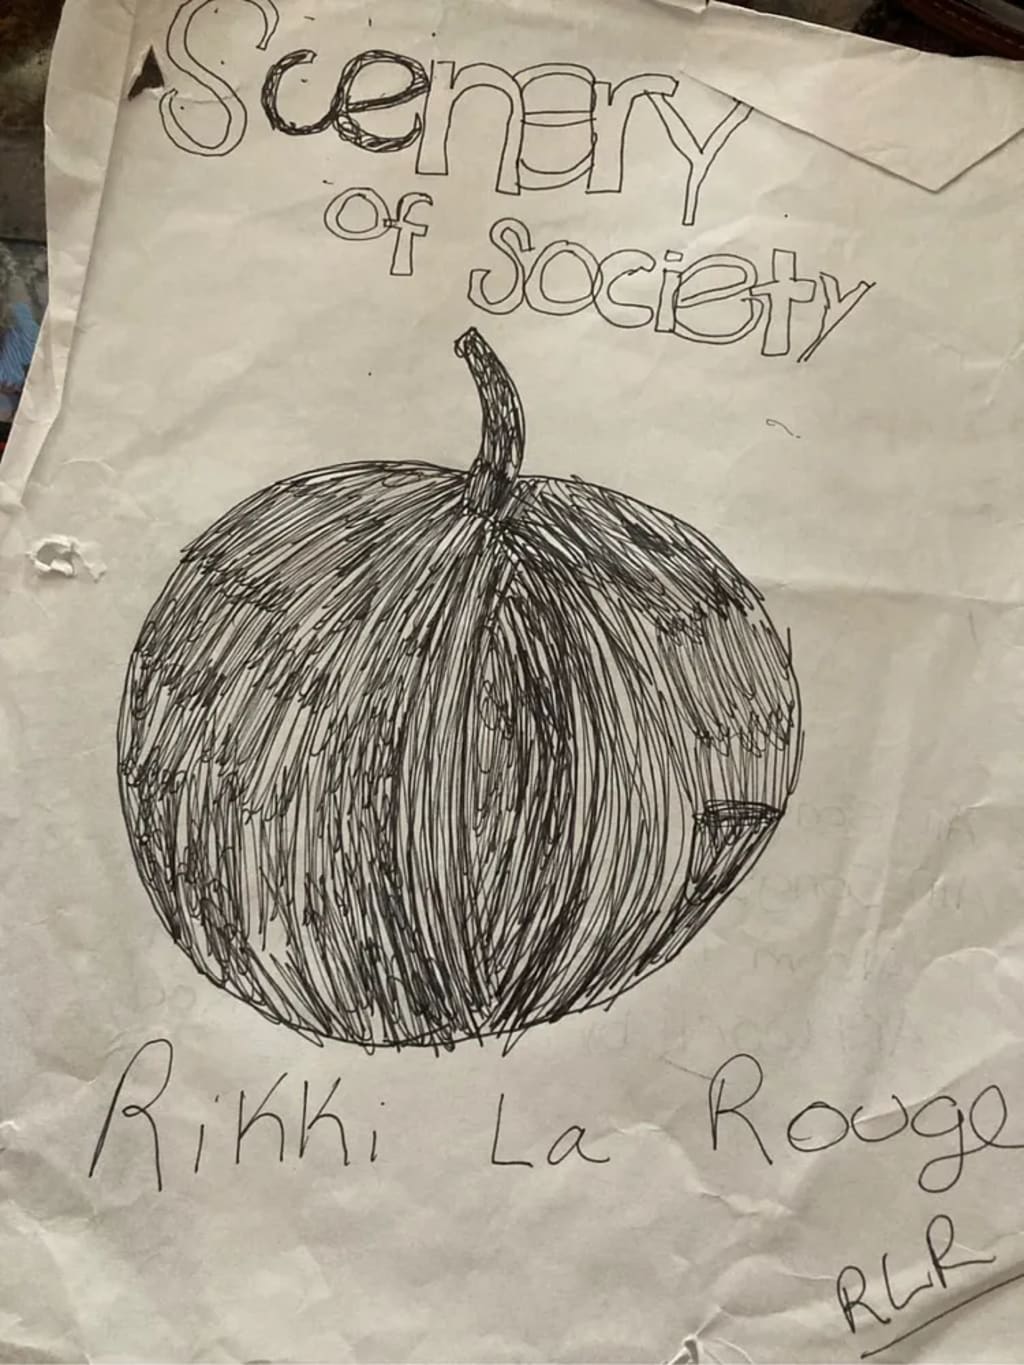 Scenery
of society
Rikki La Rouge
RLR